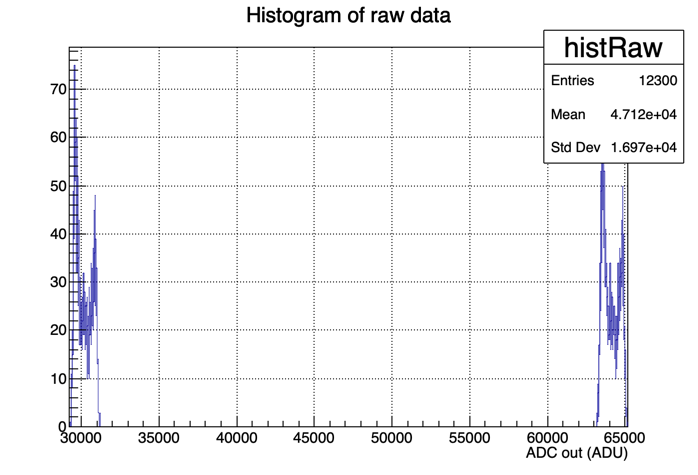 Histogram of raw data
histRaw
Entries 12300
Mean 4.712e+04
Std Dev 1.697e+04
70
60
50
40
30
20
10
0
30000 35000 40000 45000 50000 55000 60000 65000
ADC out (ADU)